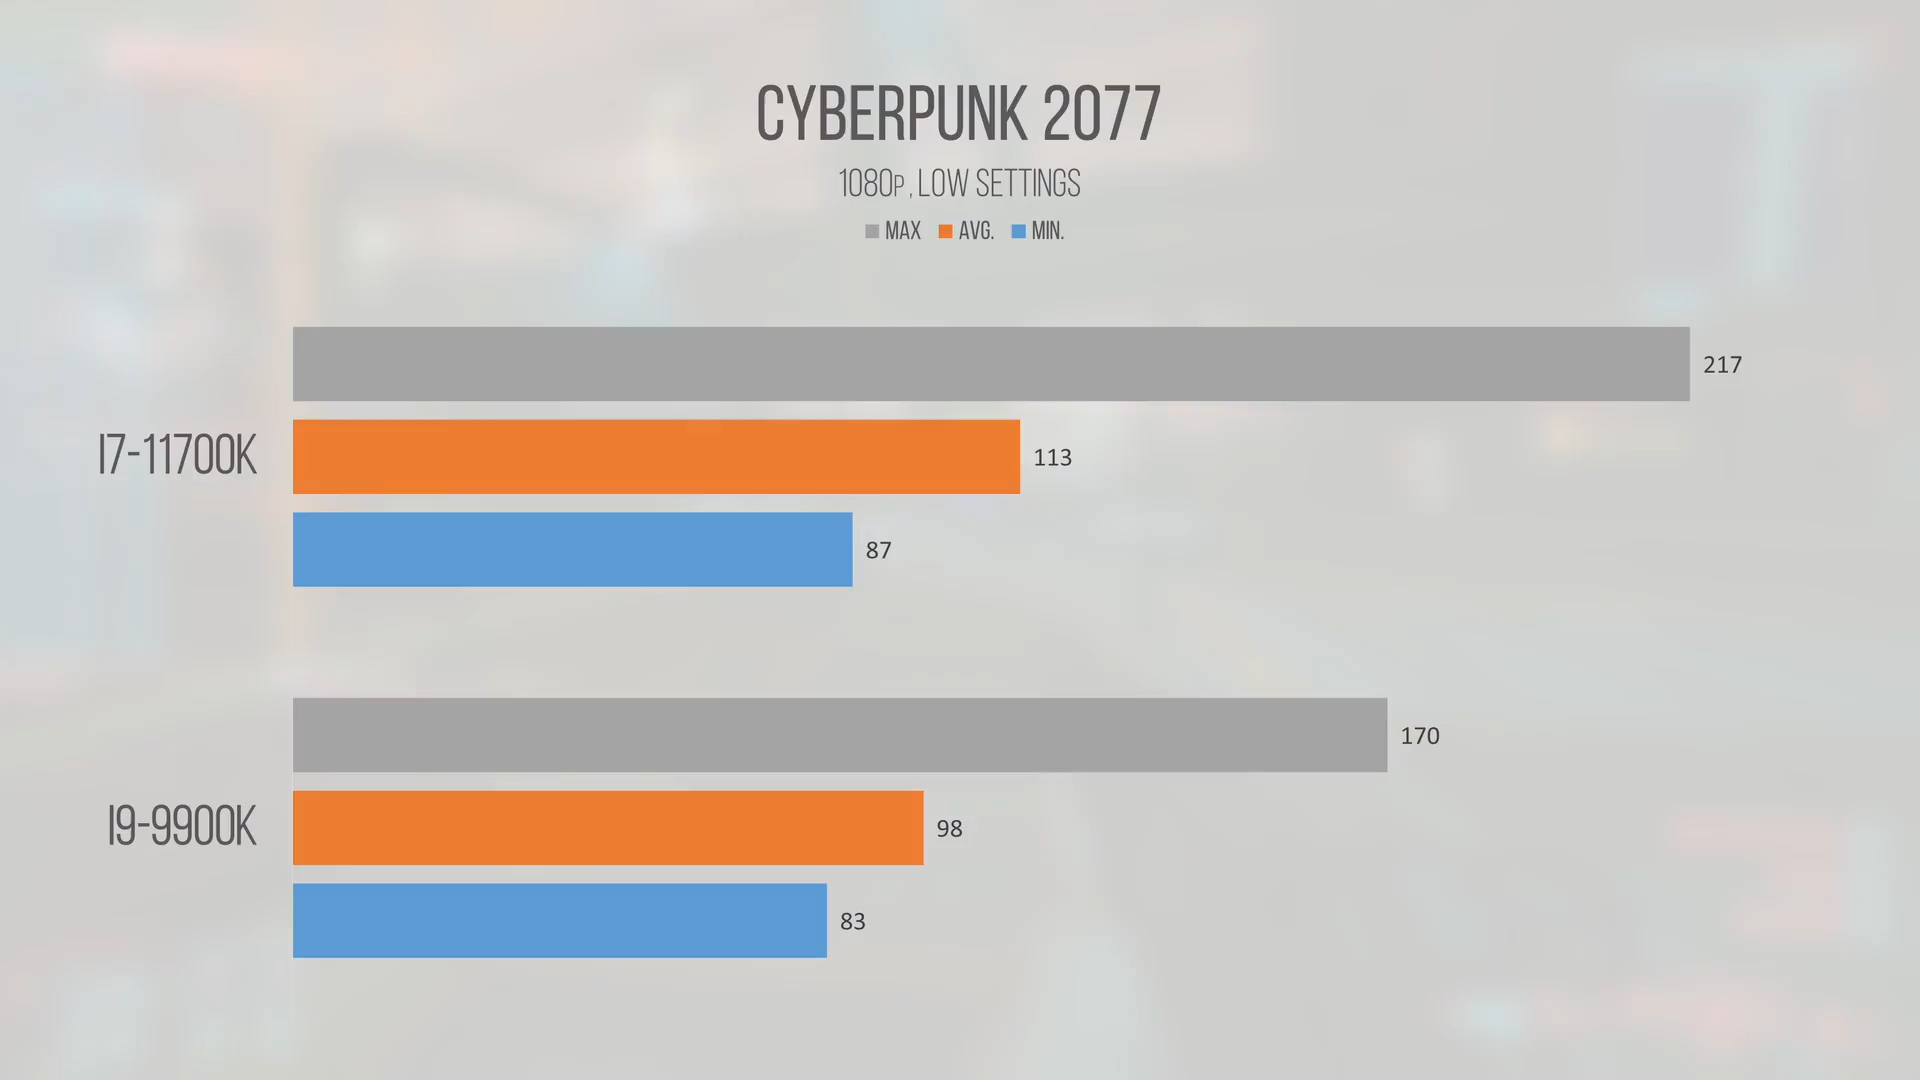 CYBERPUNK 2077
1080P, LOW SETTINGS
MAX AVG. MIN.
217
I7-11700K
113
87
170
I9-9900K
98
83